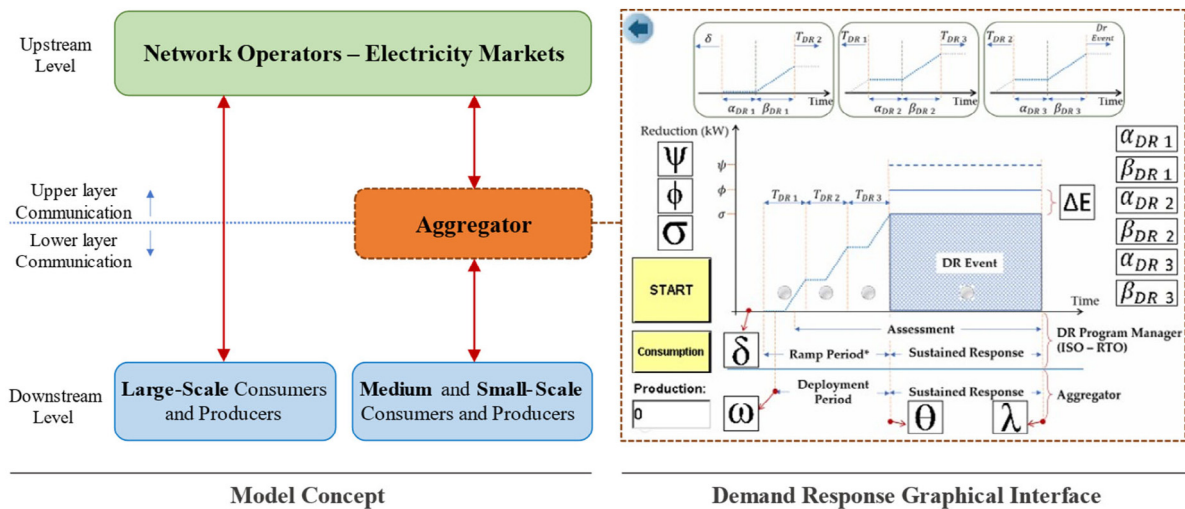 Upstream
Level
Network Operators – Electricity Markets
Upper layer
Communication
Lower layer
Communication
Aggregator
Downstream
Level
Large-Scale Consumers
and Producers
Medium and Small-Scale
Consumers and Producers
Model Concept
δ
T_DR 2
Time
α_DR 1 β_DR 1
T_DR 1
T_DR 3
Time
α_DR 2 β_DR 2
T_DR 2
Dr
Event
Time
α_DR 3 β_DR 3
Reduction (kW)
ψ
ϕ
σ
START
Consumption
Production:
0
ψ
ϕ
σ
T_DR 1 T_DR 2 T_DR 3
DR Event
ΔE
Time
α_DR 1
β_DR 1
α_DR 2
β_DR 2
α_DR 3
β_DR 3
Assessment
δ
Ramp Period* Sustained Response
DR Program Manager
(ISO – RTO)
Deployment
Period
Sustained Response
Aggregator
ω
θ
λ
Demand Response Graphical Interface